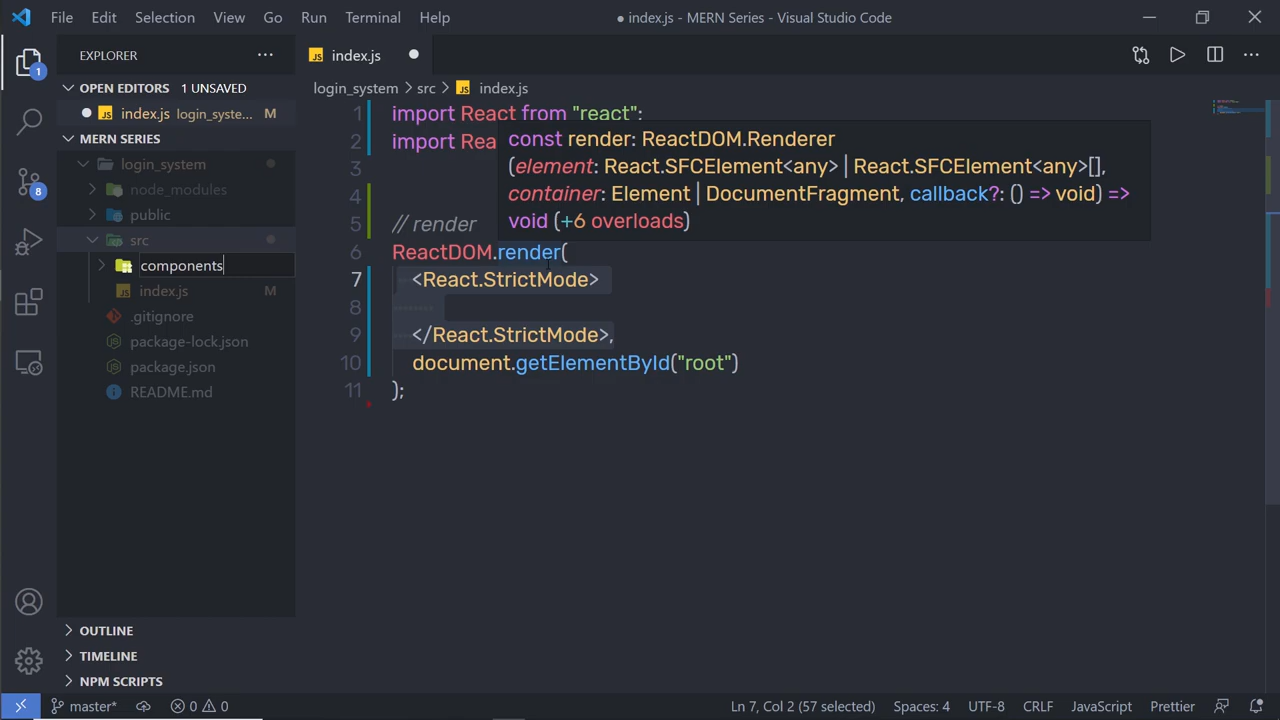 File Edit Selection View Go Run Terminal Help
● index.js - MERN Series - Visual Studio Code
EXPLORER
1
OPEN EDITORS 1 UNSAVED
index.js login_syste... M
MERN SERIES
login_system
node_modules
public
src
components
index.js M
.gitignore
package-lock.json
package.json
README.md
8
OUTLINE
TIMELINE
NPM SCRIPTS
JS index.js
login_system > src > JS index.js
1 import React from "react";
2 import Rea
3
4
5 // render
6 ReactDOM.render(
7 <React.StrictMode>
8
9 </React.StrictMode>,
10 document.getElementById("root")
11 );
const render: ReactDOM.Renderer
(element: React.SFCElement<any> | React.SFCElement<any>[],
container: Element | DocumentFragment, callback?: () => void) =>
void (+6 overloads)
master* 0 0 Ln 7, Col 2 (57 selected) Spaces: 4 UTF-8 CRLF JavaScript Prettier